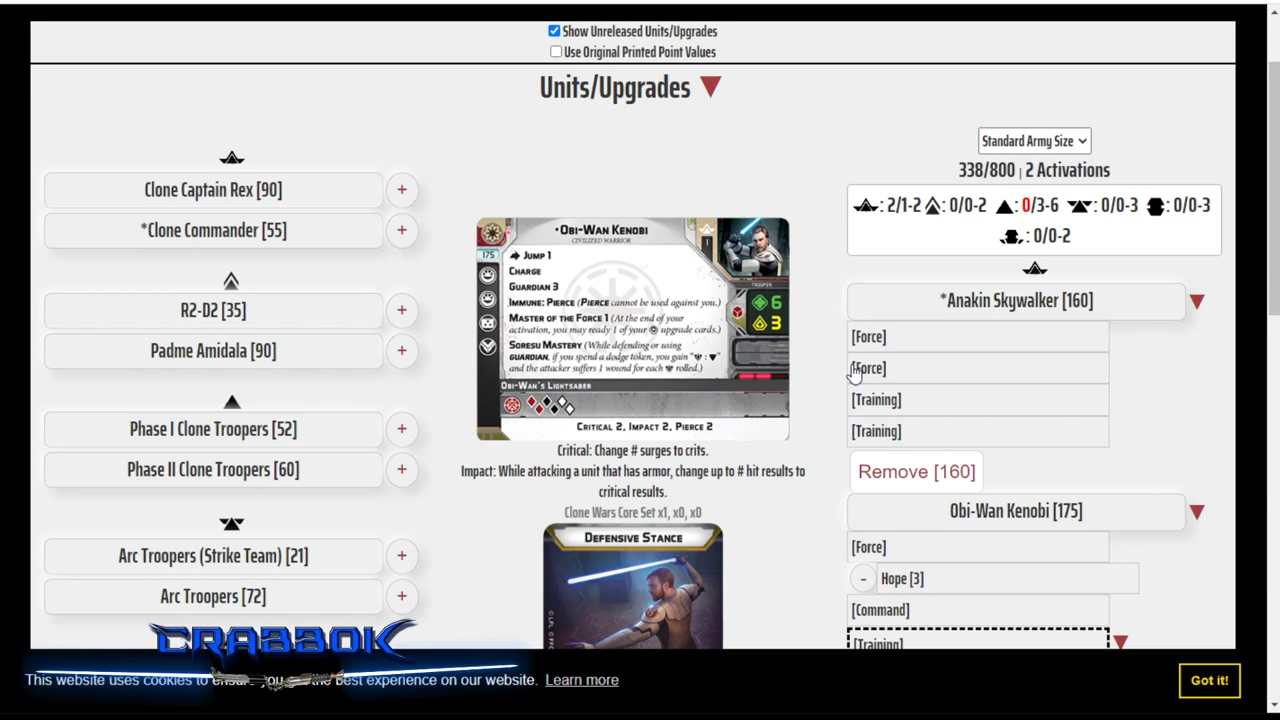 Show Unreleased Units/Upgrades
Use Original Printed Point Values
Units/Upgrades
Clone Captain Rex [90]
+
*Clone Commander [55]
+
R2-D2 [35]
+
Padme Amidala [90]
+
Phase I Clone Troopers [52]
+
Phase II Clone Troopers [60]
+
Arc Troopers (Strike Team) [21]
+
Arc Troopers [72]
+
•Obi-Wan Kenobi
Civilized Warrior
175
1
Jump 1
Charge
Guardian 3
Immune: Pierce (Pierce cannot be used against you.)
Master of the Force 1 (At the end of your
activation, you may ready 1 of your upgrade cards.)
Soresu Mastery (While defending or using
Guardian, if you spend a dodge token, you gain "
and the attacker suffers 1 wound for each rolled.)
Trooper
6
3
Obi-Wan's Lightsaber
Critical 2, Impact 2, Pierce 2
Critical: Change # surges to crits.
Impact: While attacking a unit that has armor, change up to # hit results to
critical results.
Clone Wars Core Set x1, x0, x0
Defensive Stance
Standard Army Size
338/800 | 2 Activations
: 2/1-2 : 0/0-2 : 0/3-6 : 0/0-3 : 0/0-3
: 0/0-2
*Anakin Skywalker [160]
[Force]
[Force]
[Training]
[Training]
Remove [160]
Obi-Wan Kenobi [175]
[Force]
- Hope [3]
[Command]
[Training]
CRABBOK
This website uses cookies to ensure you get the best experience on our website. Learn more
Got it!